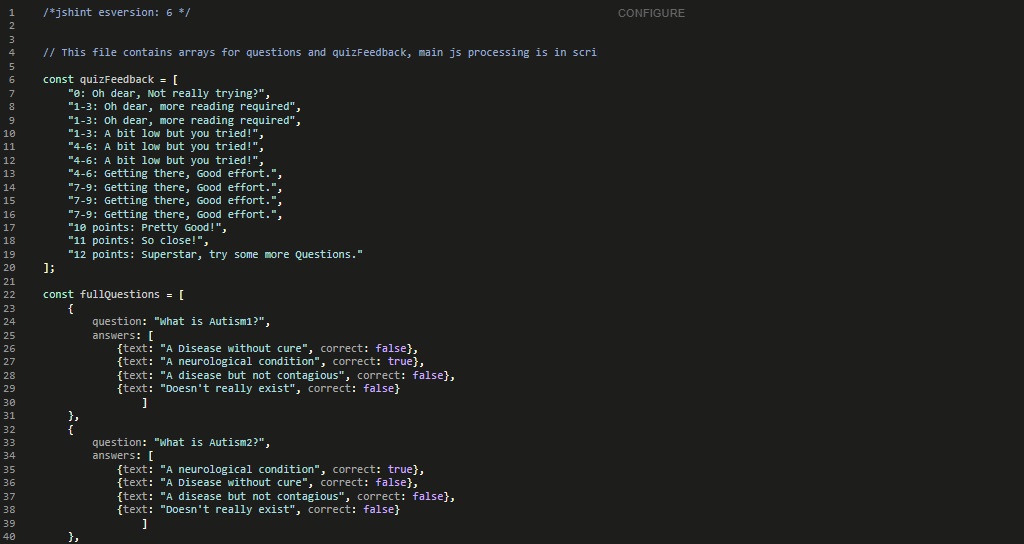 1 /*jshint esversion: 6 */ CONFIGURE
2
3
4 // This file contains arrays for questions and quizFeedback, main js processing is in scri
5
6 const quizFeedback = [
7 "0: Oh dear, Not really trying?",
8 "1-3: Oh dear, more reading required",
9 "1-3: Oh dear, more reading required",
10 "1-3: A bit low but you tried!",
11 "4-6: A bit low but you tried!",
12 "4-6: A bit low but you tried!",
13 "4-6: Getting there, Good effort.",
14 "7-9: Getting there, Good effort.",
15 "7-9: Getting there, Good effort.",
16 "7-9: Getting there, Good effort.",
17 "10 points: Pretty Good!",
18 "11 points: So close!",
19 "12 points: Superstar, try some more Questions."
20 ];
21
22 const fullQuestions = [
23 {
24 question: "What is Autism1?",
25 answers: [
26 {text: "A Disease without cure", correct: false},
27 {text: "A neurological condition", correct: true},
28 {text: "A disease but not contagious", correct: false},
29 {text: "Doesn't really exist", correct: false}
30 ]
31 },
32 {
33 question: "What is Autism2?",
34 answers: [
35 {text: "A neurological condition", correct: true},
36 {text: "A Disease without cure", correct: false},
37 {text: "A disease but not contagious", correct: false},
38 {text: "Doesn't really exist", correct: false}
39 ]
40 },